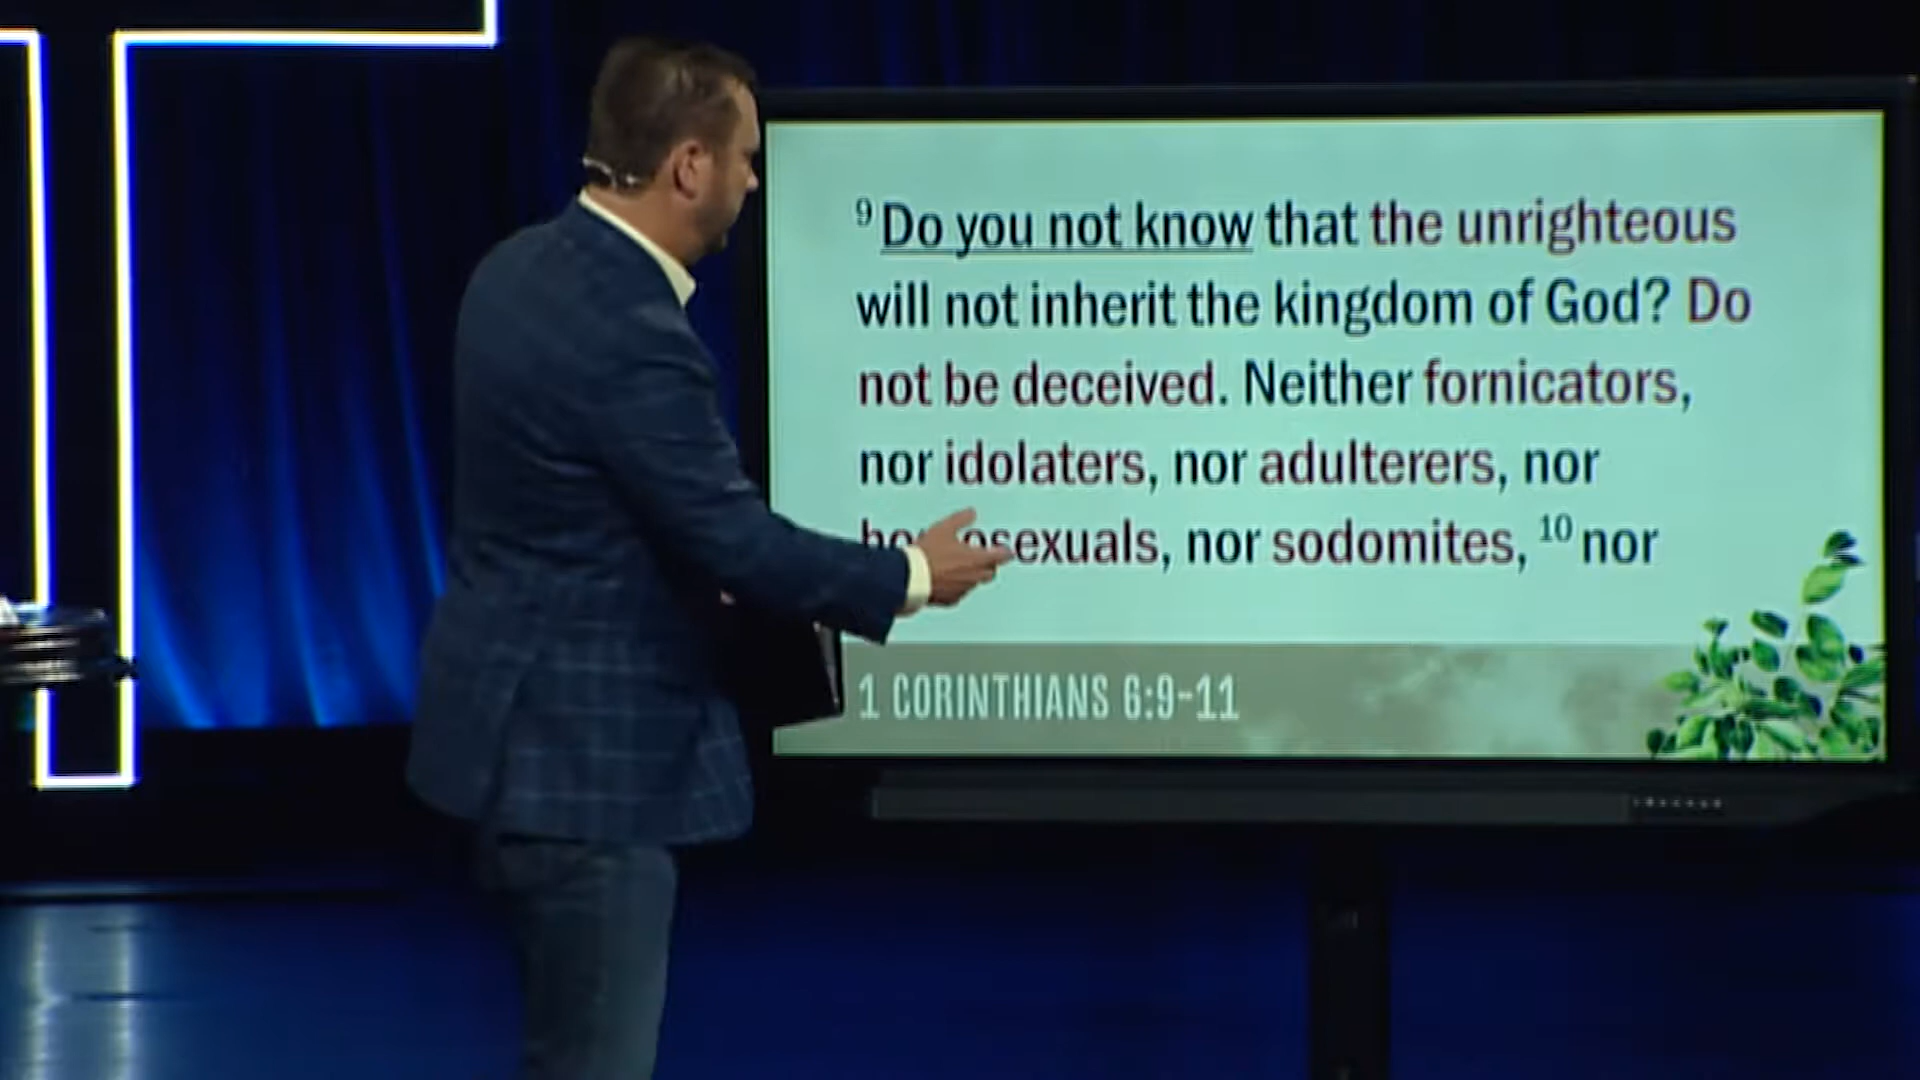 9 Do you not know that the unrighteous
will not inherit the kingdom of God? Do
not be deceived. Neither fornicators,
nor idolaters, nor adulterers, nor
homosexuals, nor sodomites, 10 nor
1 CORINTHIANS 6:9-11